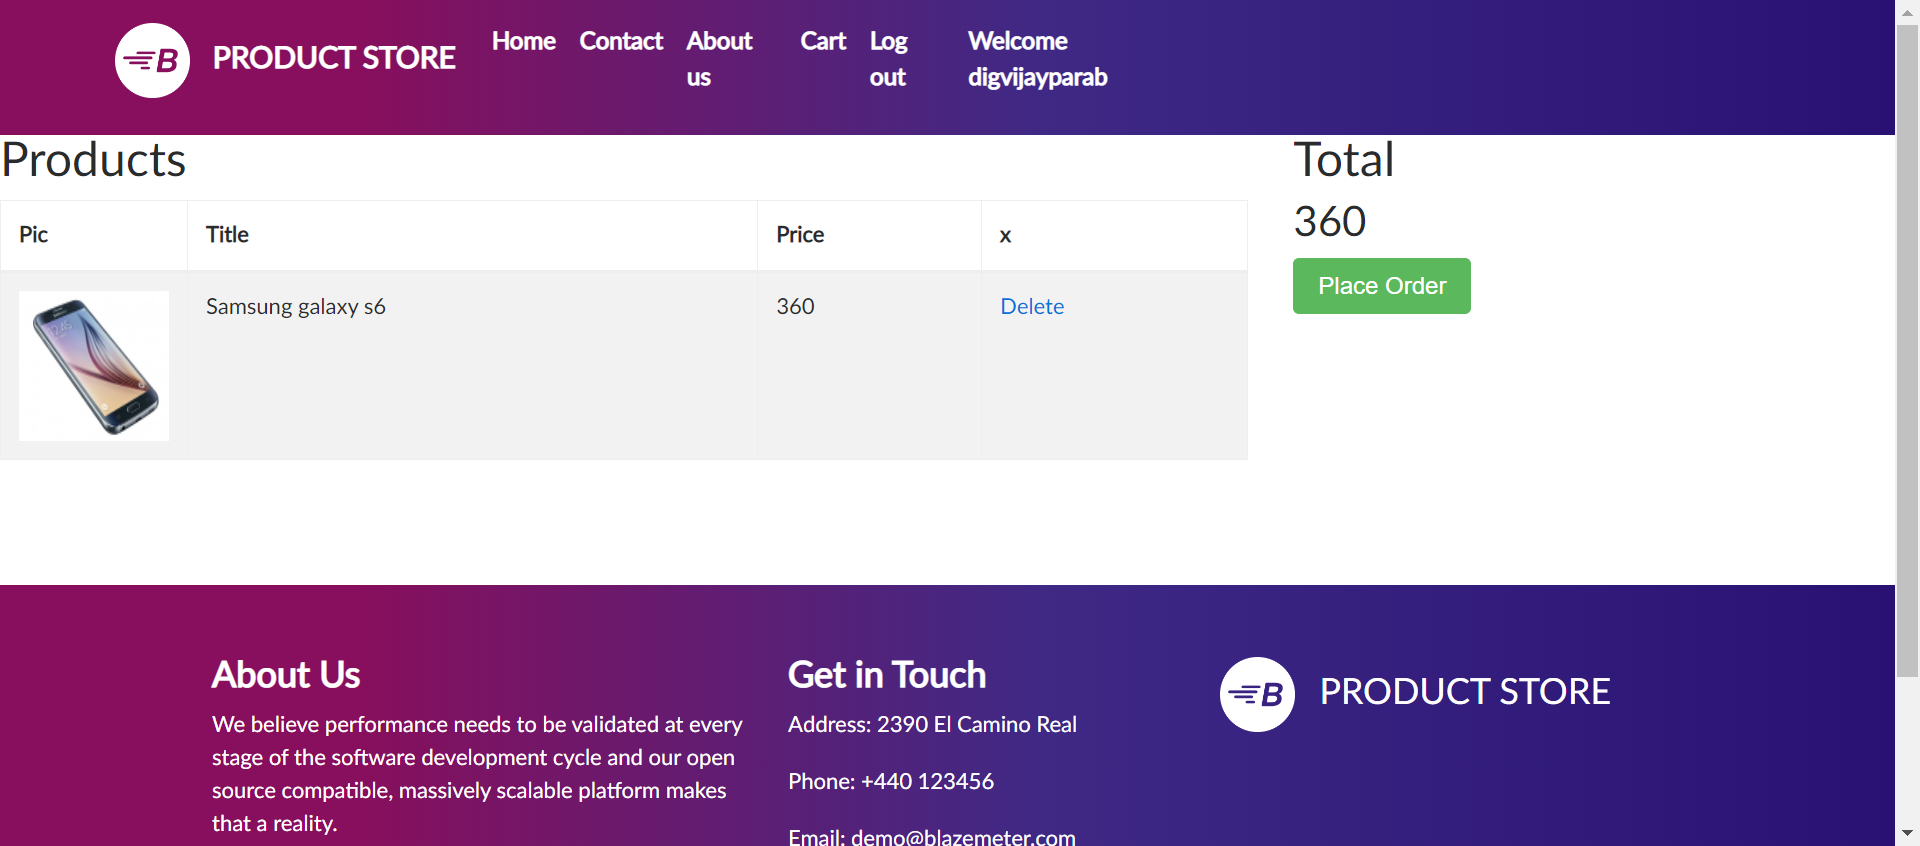 B PRODUCT STORE Home Contact About us Cart Log out Welcome digvijayparab
Products
Total
360
Place Order
Pic Title Price x
Samsung galaxy s6 360 Delete
About Us
We believe performance needs to be validated at every
stage of the software development cycle and our open
source compatible, massively scalable platform makes
that a reality.
Get in Touch
Address: 2390 El Camino Real
Phone: +440 123456
Email: demo@blazemeter.com
B PRODUCT STORE